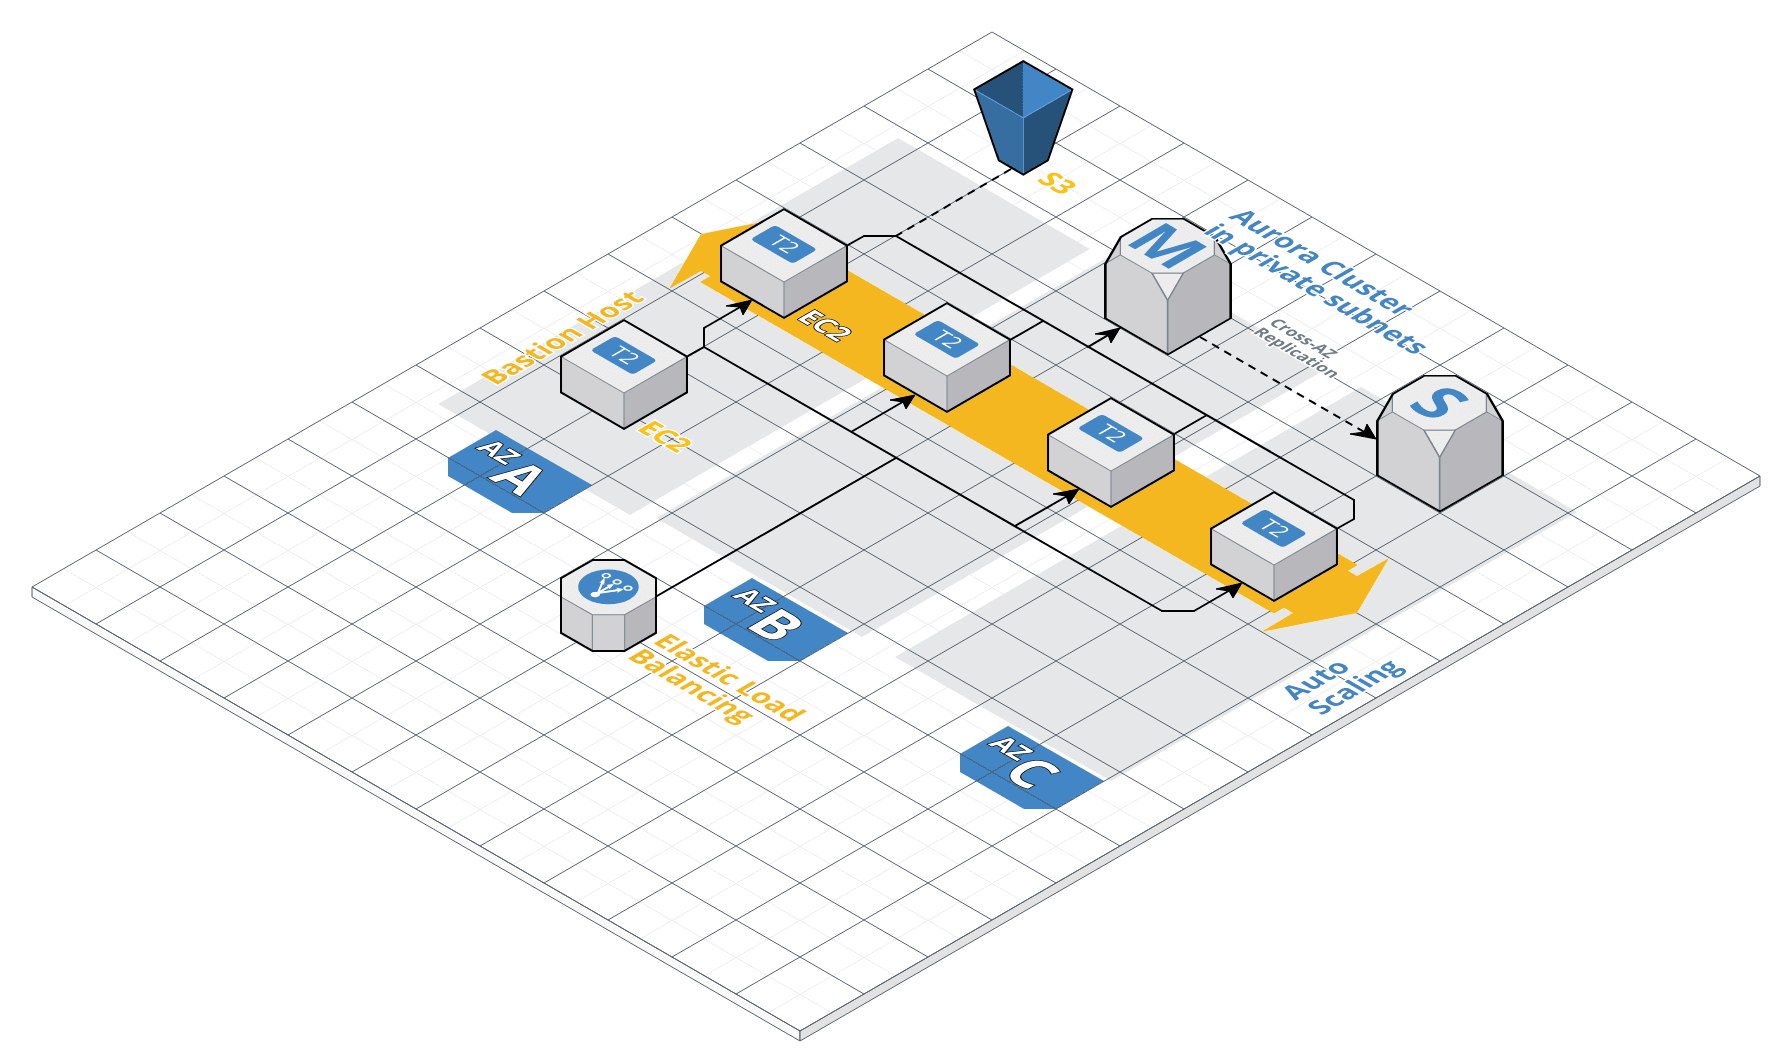 S3
M
Aurora Cluster
in private subnets
T2
EC2
Bastion Host
T2
EC2
T2
Cross-AZ
Replication
S
T2
T2
AZ
A
AZ
B
Elastic Load
Balancing
Auto
Scaling
AZ
C